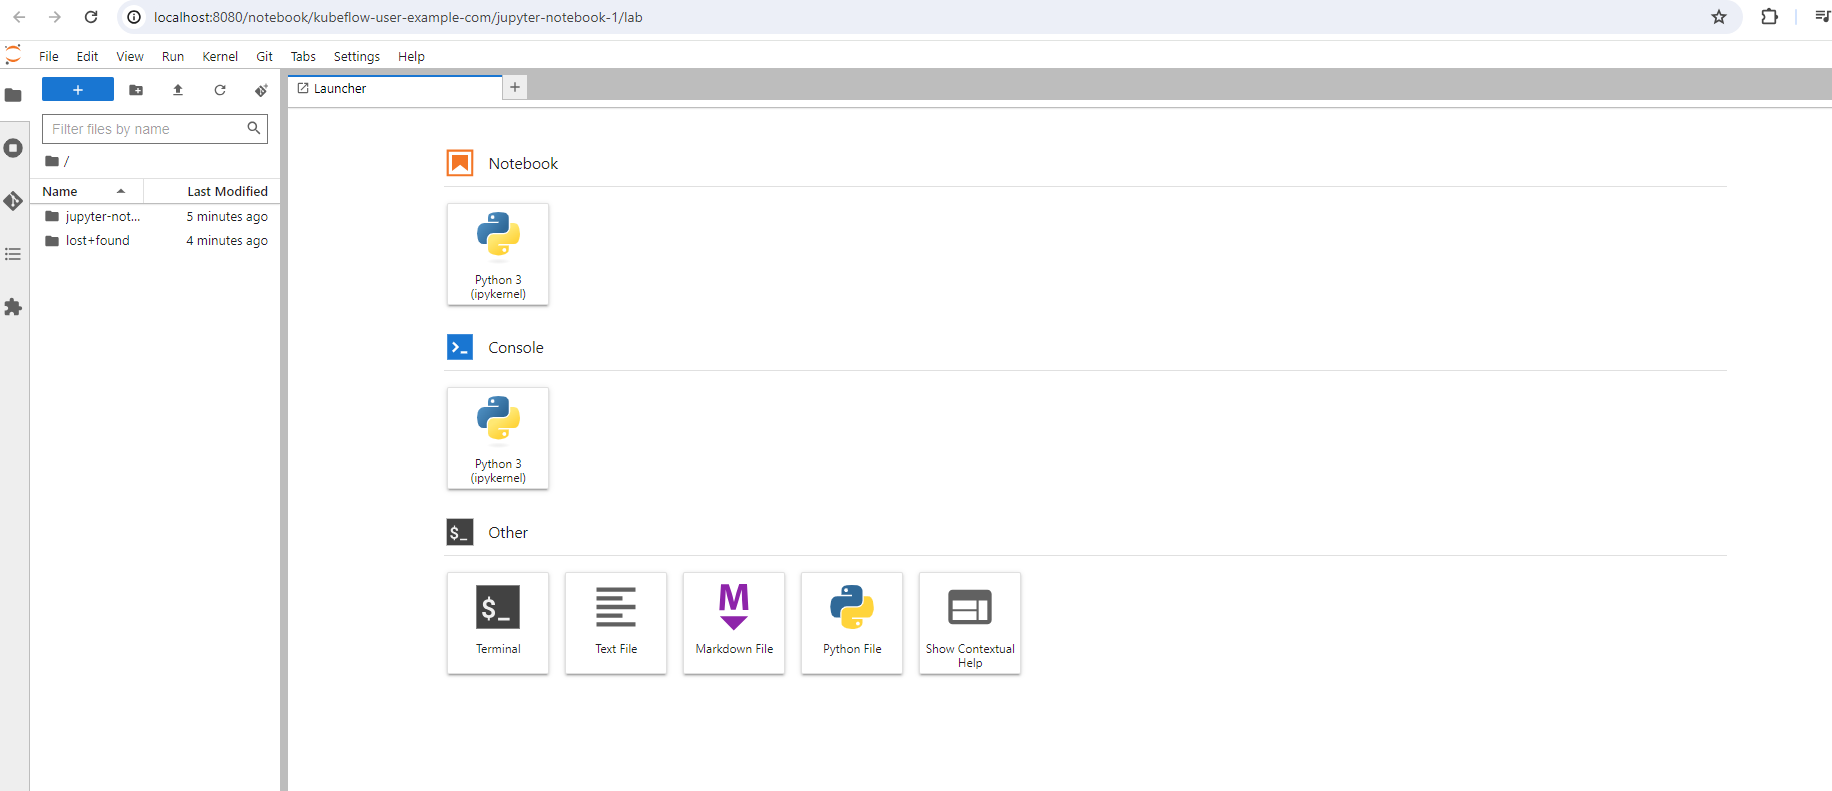 localhost:8080/notebook/kubeflow-user-example-com/jupyter-notebook-1/lab
File Edit View Run Kernel Git Tabs Settings Help
+
Launcher
+
Filter files by name
/
Name Last Modified
jupyter-not... 5 minutes ago
lost+found 4 minutes ago
Notebook
Python 3
(ipykernel)
>_ Console
Python 3
(ipykernel)
$_ Other
$_
M
Terminal
Text File
Markdown File
Python File
Show Contextual
Help